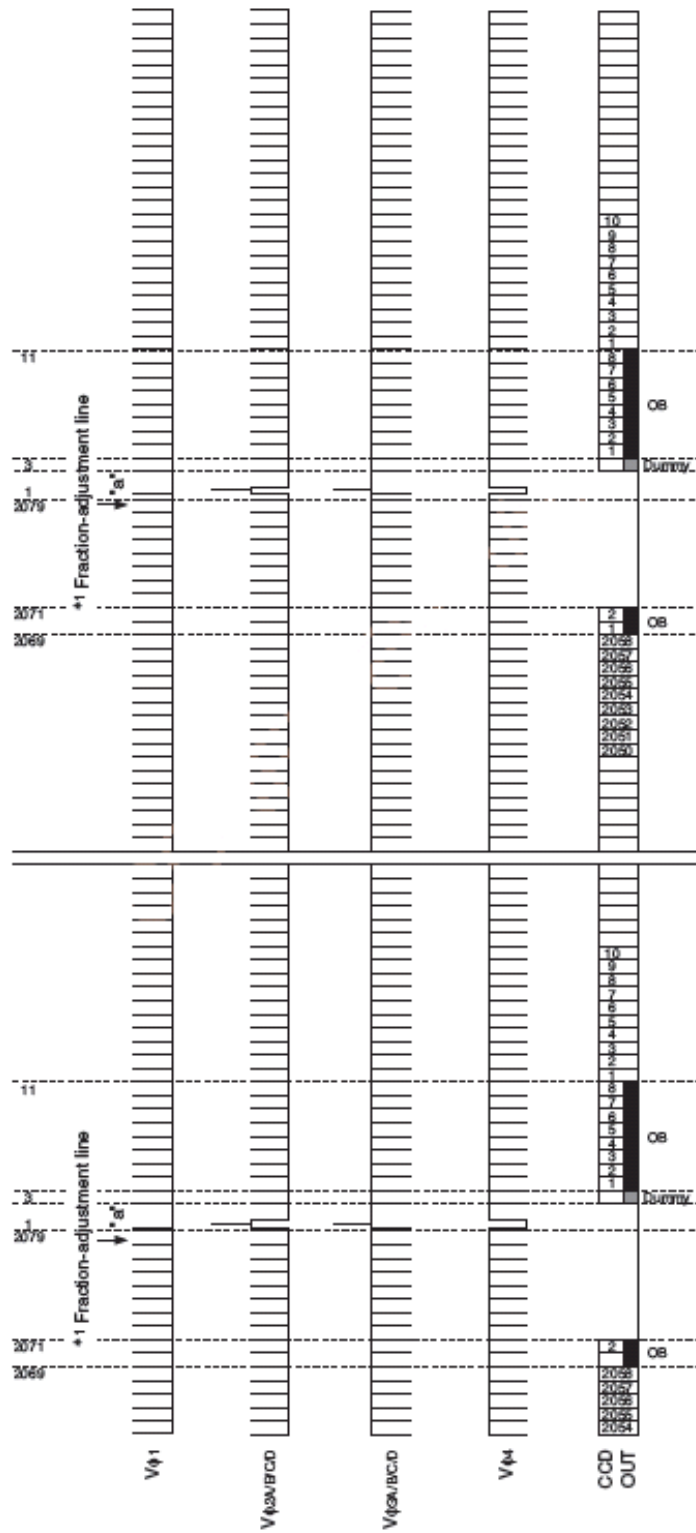 2069 2071 2079 1 3 11 2069 2071 2079 1 3 11
*1 Fraction-adjustment line *1 Fraction-adjustment line
"a" "a"
Vφ1
Vφ2A/B/C/D
Vφ3A/B/C/D
Vφ4
CCD
OUT
2054 2055 2056 2057 2058 2 1 2 3 4 5 6 7 8 1 2 3 4 5 6 7 8 9 10 2050 2051 2052 2053 2054 2055 2056 2057 2058 1 2 1 2 3 4 5 6 7 8 1 2 3 4 5 6 7 8 9 10
OB Dummy OB OB Dummy OB